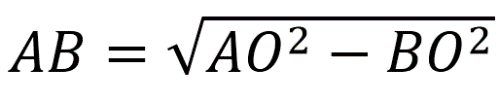 AB = √AO² − BO²